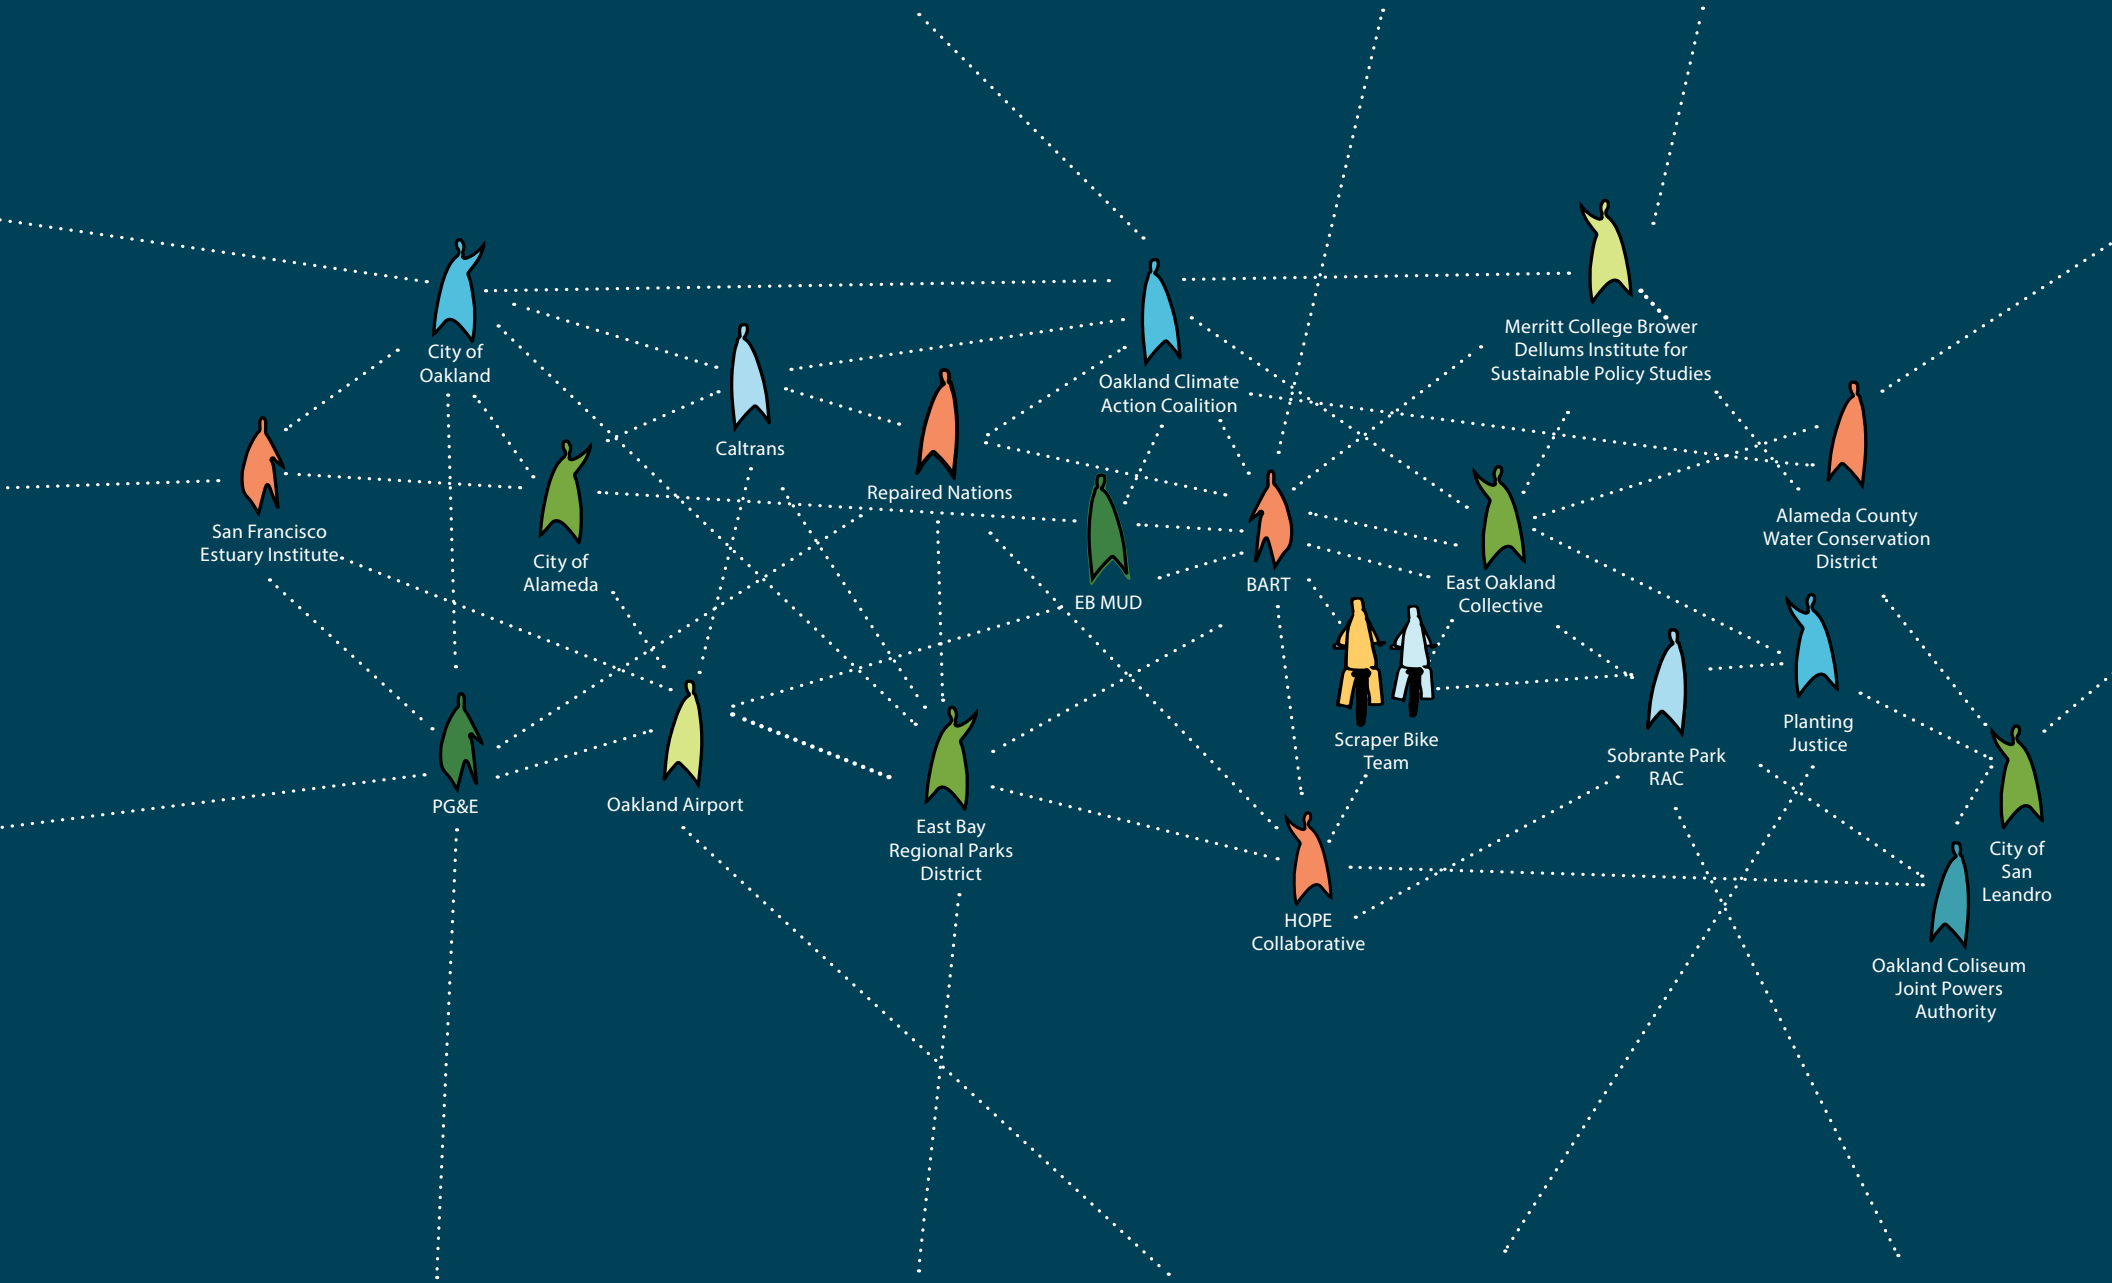 City of
Oakland
Caltrans
Oakland Climate
Action Coalition
Merritt College Brower
Dellums Institute for
Sustainable Policy Studies
San Francisco
Estuary Institute
City of
Alameda
Repaired Nations
EB MUD
BART
East Oakland
Collective
Alameda County
Water Conservation
District
PG&E
Oakland Airport
East Bay
Regional Parks
District
Scraper Bike
Team
Sobrante Park
RAC
Planting
Justice
HOPE
Collaborative
City of
San
Leandro
Oakland Coliseum
Joint Powers
Authority